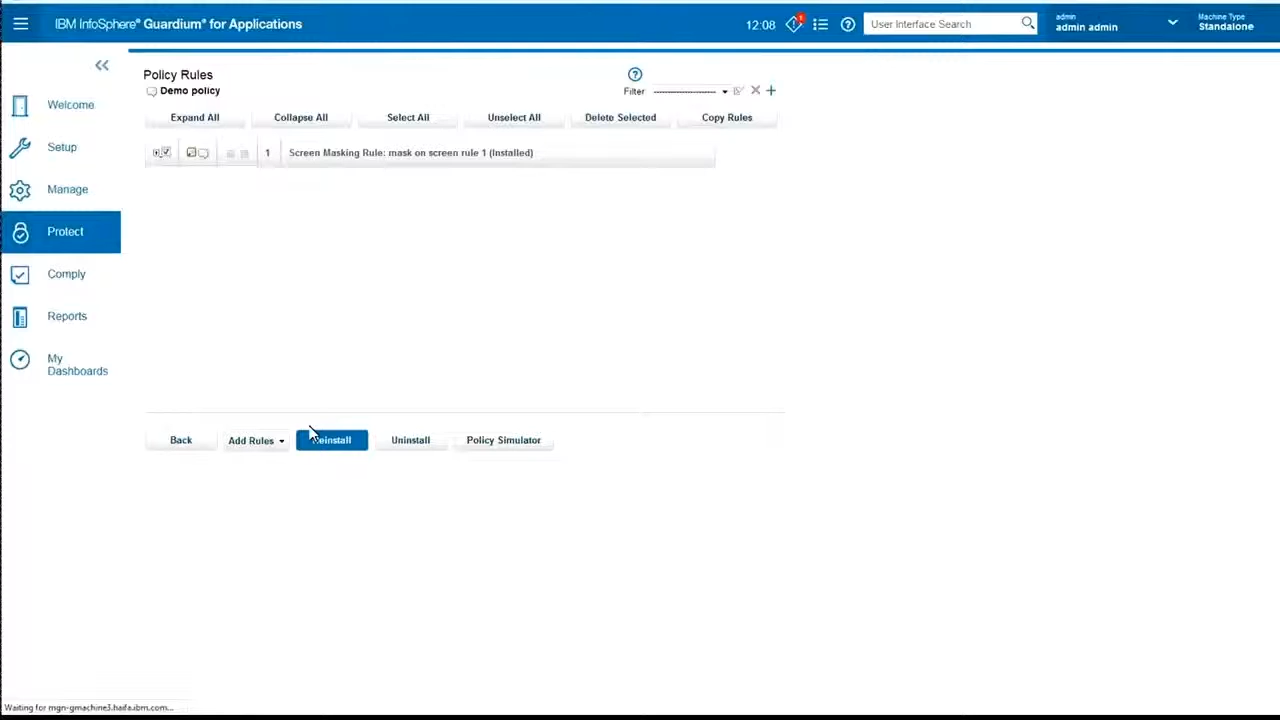 IBM InfoSphere® Guardium® for Applications
12:08
1
User Interface Search
admin
admin admin
Machine Type
Standalone
Policy Rules
Demo policy
Filter
Expand All
Collapse All
Select All
Unselect All
Delete Selected
Copy Rules
1
Screen Masking Rule: mask on screen rule 1 (Installed)
Welcome
Setup
Manage
Protect
Comply
Reports
My
Dashboards
Back
Add Rules
Reinstall
Uninstall
Policy Simulator
Waiting for mgn-gmachine3.haifa.ibm.com...